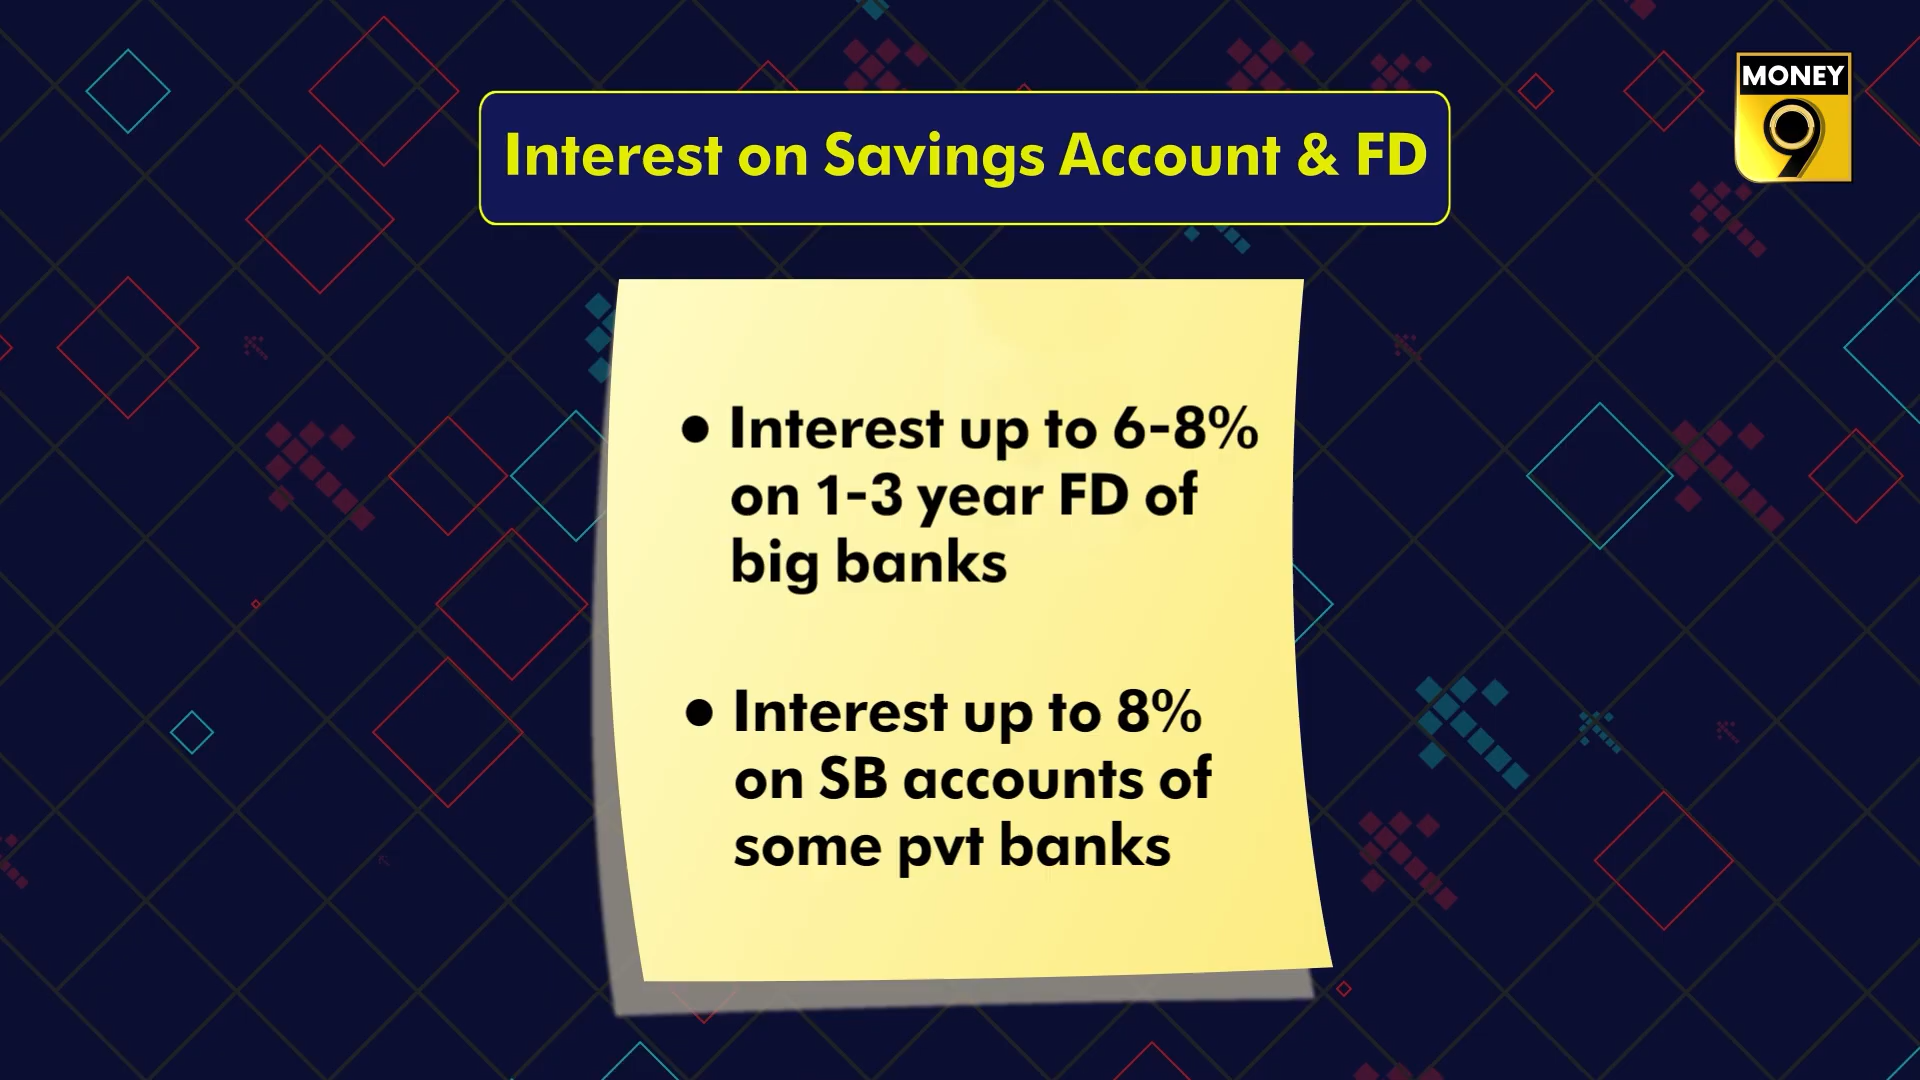 MONEY
9
Interest on Savings Account & FD
● Interest up to 6-8%
on 1-3 year FD of
big banks
● Interest up to 8%
on SB accounts of
some pvt banks